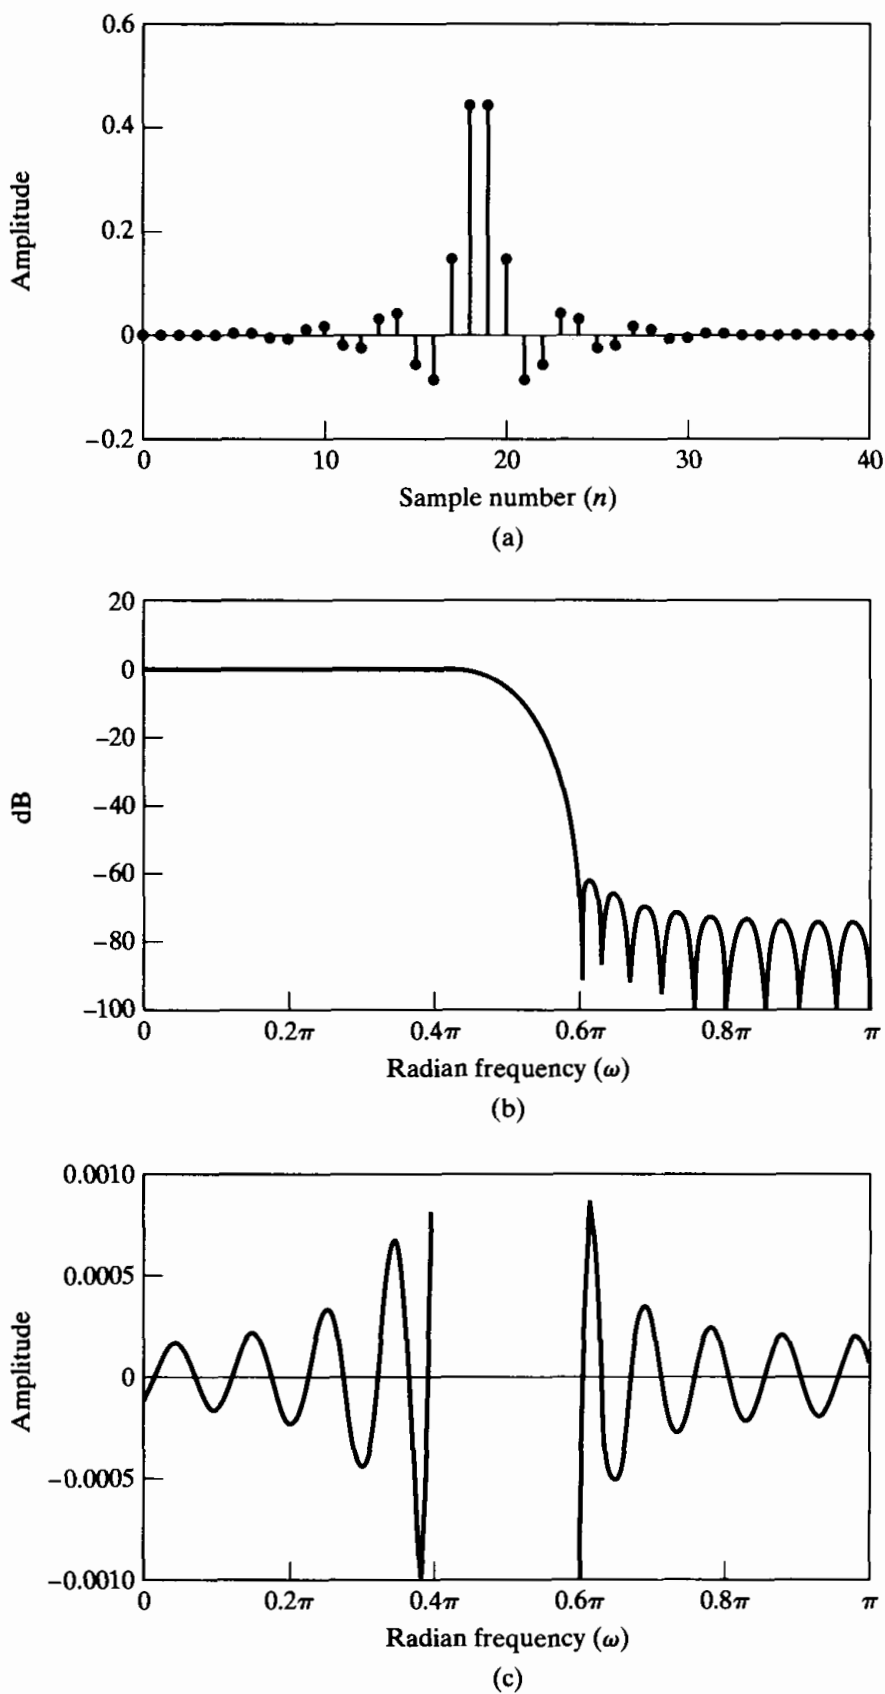 0.6
0.4
0.2
0
−0.2
Amplitude
0 10 20 30 40
Sample number (n)
(a)
20
0
−20
−40
−60
−80
−100
dB
0 0.2π 0.4π 0.6π 0.8π π
Radian frequency (ω)
(b)
0.0010
0.0005
0
−0.0005
−0.0010
Amplitude
0 0.2π 0.4π 0.6π 0.8π π
Radian frequency (ω)
(c)